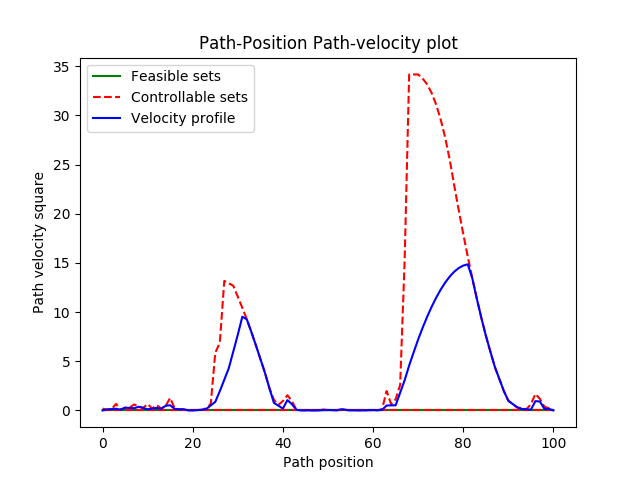 Path-Position Path-velocity plot
Feasible sets
Controllable sets
Velocity profile
Path velocity square
35
30
25
20
15
10
5
0
0 20 40 60 80 100
Path position